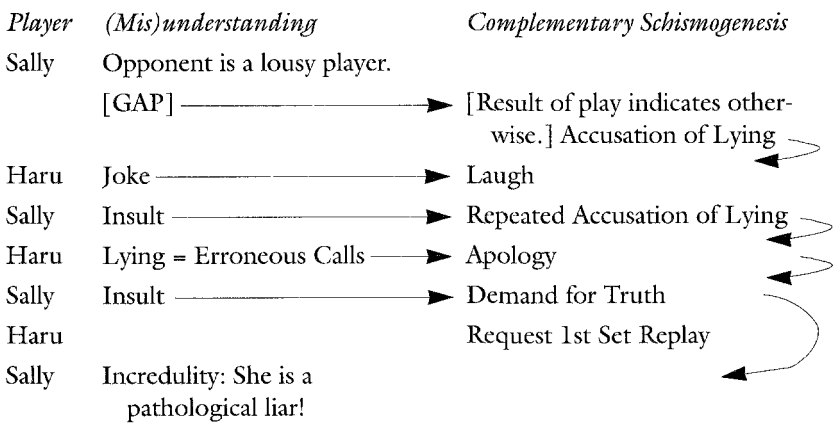 Player (Mis)understanding Complementary Schismogenesis
Sally Opponent is a lousy player.
[GAP] [Result of play indicates other-
wise.] Accusation of Lying
Haru Joke Laugh
Sally Insult Repeated Accusation of Lying
Haru Lying = Erroneous Calls Apology
Sally Insult Demand for Truth
Haru Request 1st Set Replay
Sally Incredulity: She is a
pathological liar!